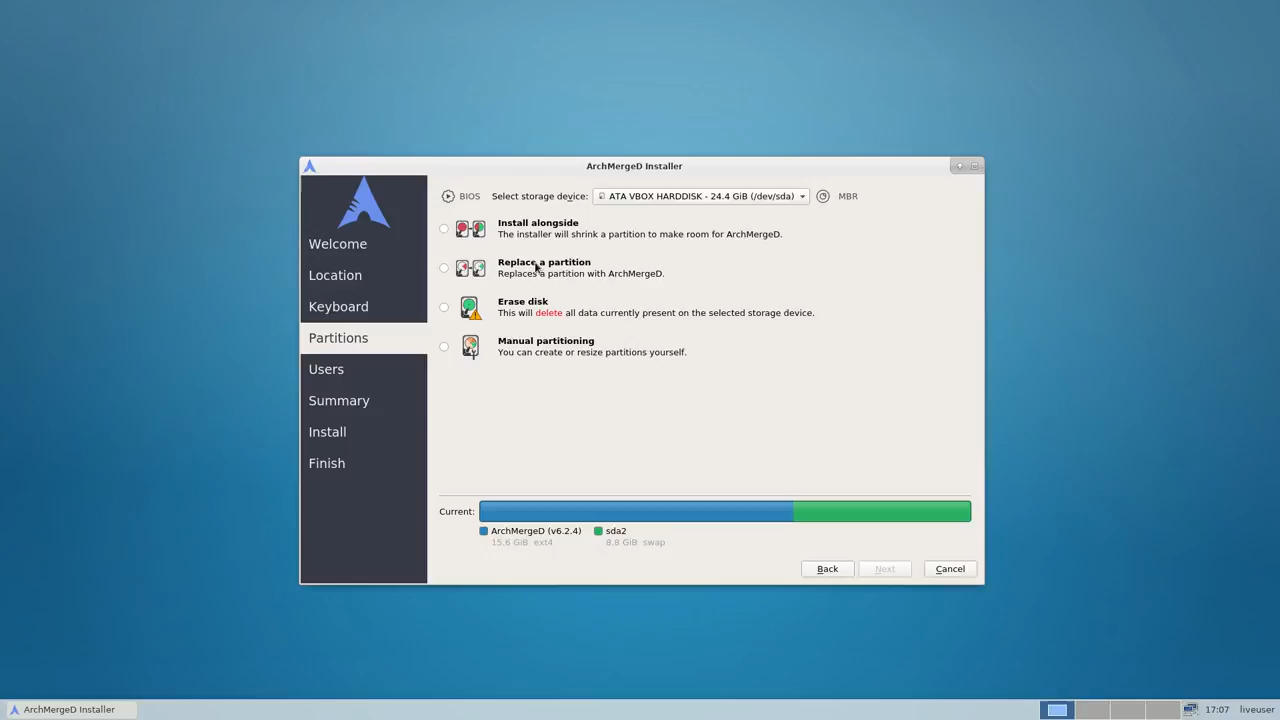 ArchMergeD Installer
BIOS Select storage device: ATA VBOX HARDDISK - 24.4 GiB (/dev/sda) MBR
Welcome
Location
Keyboard
Partitions
Users
Summary
Install
Finish
Install alongside
The installer will shrink a partition to make room for ArchMergeD.
Replace a partition
Replaces a partition with ArchMergeD.
Erase disk
This will delete all data currently present on the selected storage device.
Manual partitioning
You can create or resize partitions yourself.
Current:
ArchMergeD (v6.2.4) sda2
15.6 GiB ext4 8.8 GiB swap
Back Next Cancel
ArchMergeD Installer 17:07 liveuser